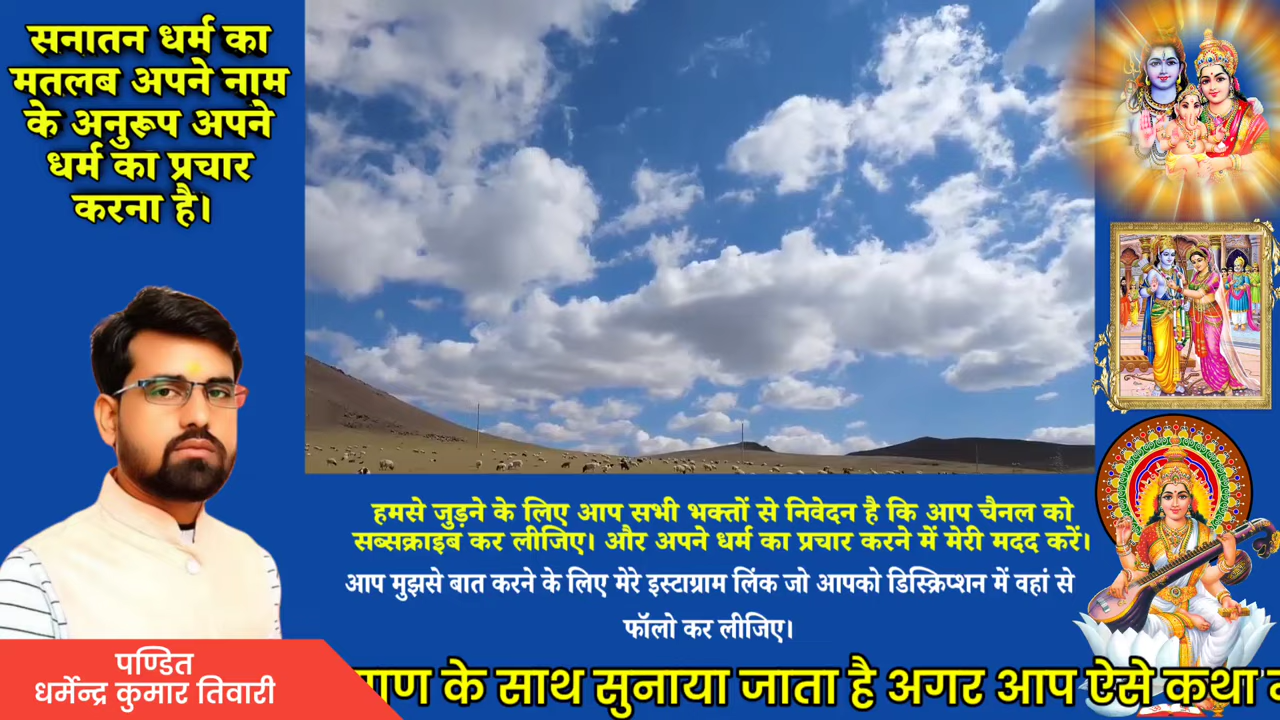 सनातन धर्म का
मतलब अपने नाम
के अनुरूप अपने
धर्म का प्रचार
करना है।
हमसे जुड़ने के लिए आप सभी भक्तों से निवेदन है कि आप चैनल को
सब्सक्राइब कर लीजिए। और अपने धर्म का प्रचार करने में मेरी मदद करें।
आप मुझसे बात करने के लिए मेरे इस्टाग्राम लिंक जो आपको डिस्क्रिप्शन में वहां से
फॉलो कर लीजिए।
पण्डित
धर्मेन्द्र कुमार तिवारी
के साथ सुनाया जाता है अगर आप ऐसे कथा